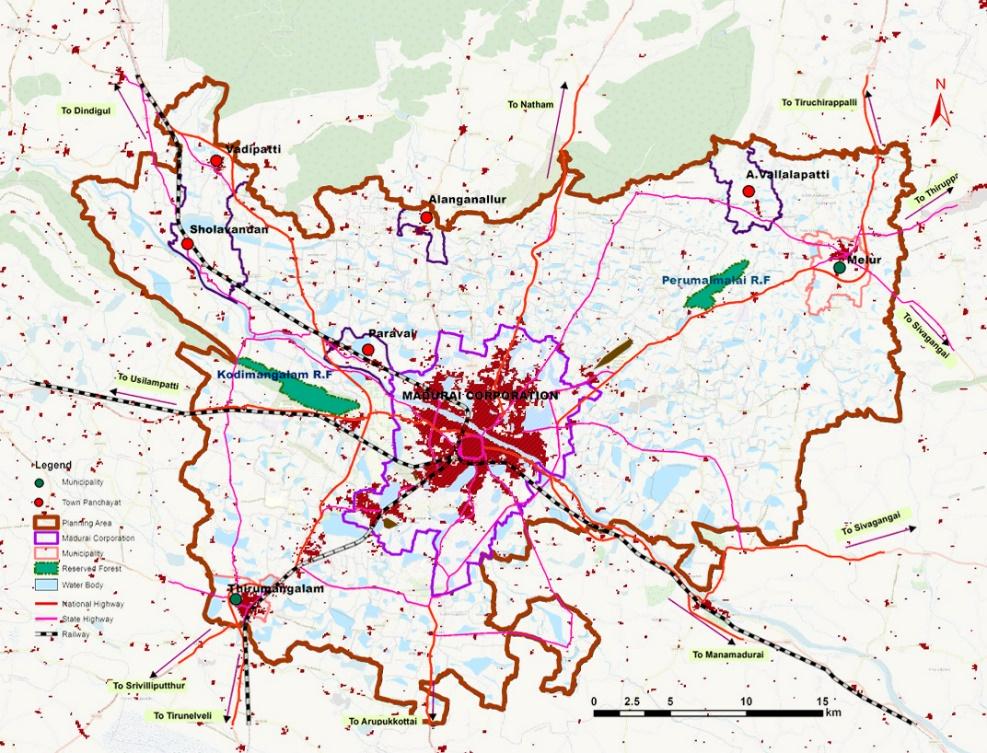 To Natham
To Tiruchirappalli
N
To Dindigul
Vadipatti
A.Vallalapatti
Alanganallur
Sholavandan
Melur
Perumalmalai R.F
To Sivagangai
Paravai
Kodimangalam R.F
To Usilampatti
MADURAI CORPORATION
Legend
Municipality
Town Panchayat
Planning Area
Madurai Corporation
Municipality
Reserved Forest
Water Body
National Highway
State Highway
Railway
To Sivagangai
Thirumangalam
To Manamadurai
To Srivilliputthur
To Tirunelveli
To Arupukkottai
0 2.5 5 10 15
km